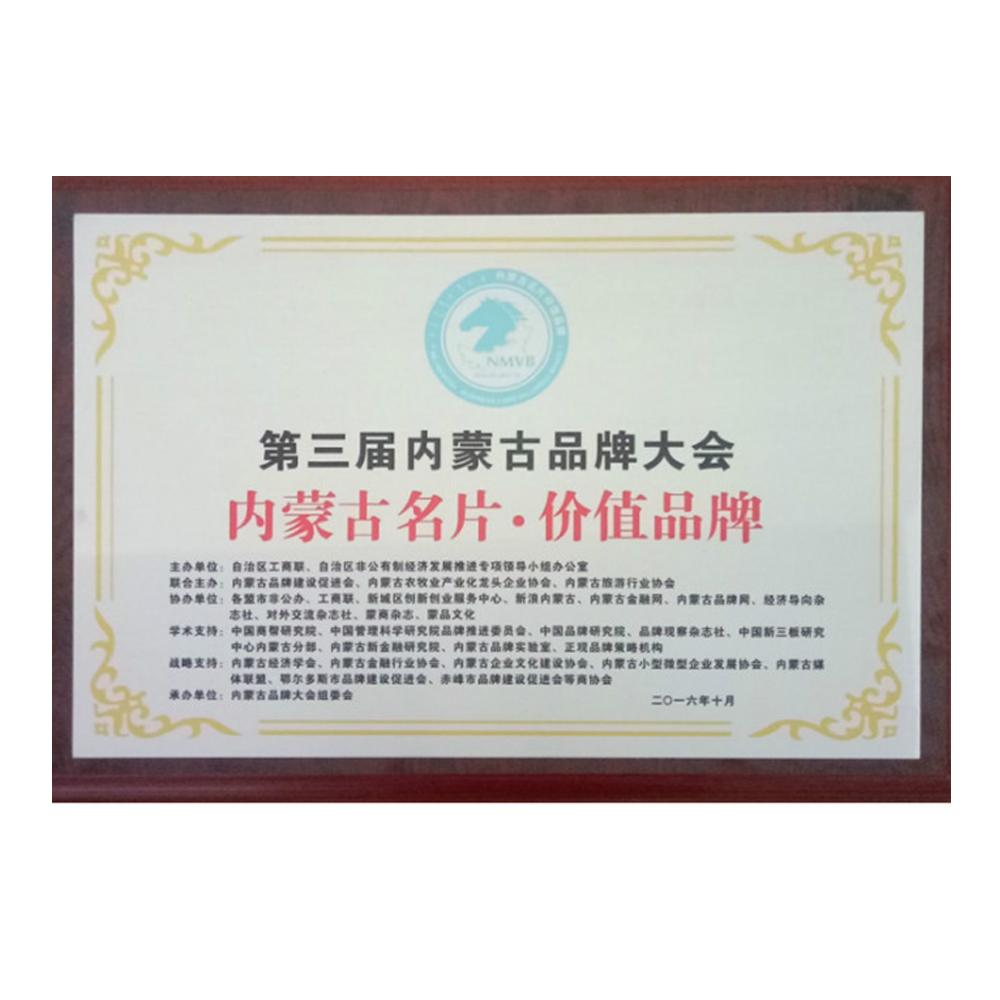 NMVB
第三届内蒙古品牌大会
内蒙古名片·价值品牌
主办单位：自治区工商联、自治区非公有制经济发展推进专项领导小组办公室
联合主办：内蒙古品牌建设促进会、内蒙古农牧业产业化龙头企业协会、内蒙古旅游行业协会
协办单位：各盟市非公办、工商联、新城区创新创业服务中心、新浪内蒙古、内蒙古金融网、内蒙古品牌网、经济导向杂
志社、对外交流杂志社、蒙商杂志、蒙品文化
学术支持：中国商帮研究院、中国管理科学研究院品牌推进委员会、中国品牌研究院、品牌观察杂志社、中国新三板研究
中心内蒙古分部、内蒙古新金融研究院、内蒙古品牌实验室、正观品牌策略机构
战略支持：内蒙古经济学会、内蒙古金融行业协会、内蒙古企业文化建设协会、内蒙古小型微型企业发展协会、内蒙古媒
体联盟、鄂尔多斯市品牌建设促进会、赤峰市品牌建设促进会等商协会
承办单位：内蒙古品牌大会组委会
二〇一六年十月